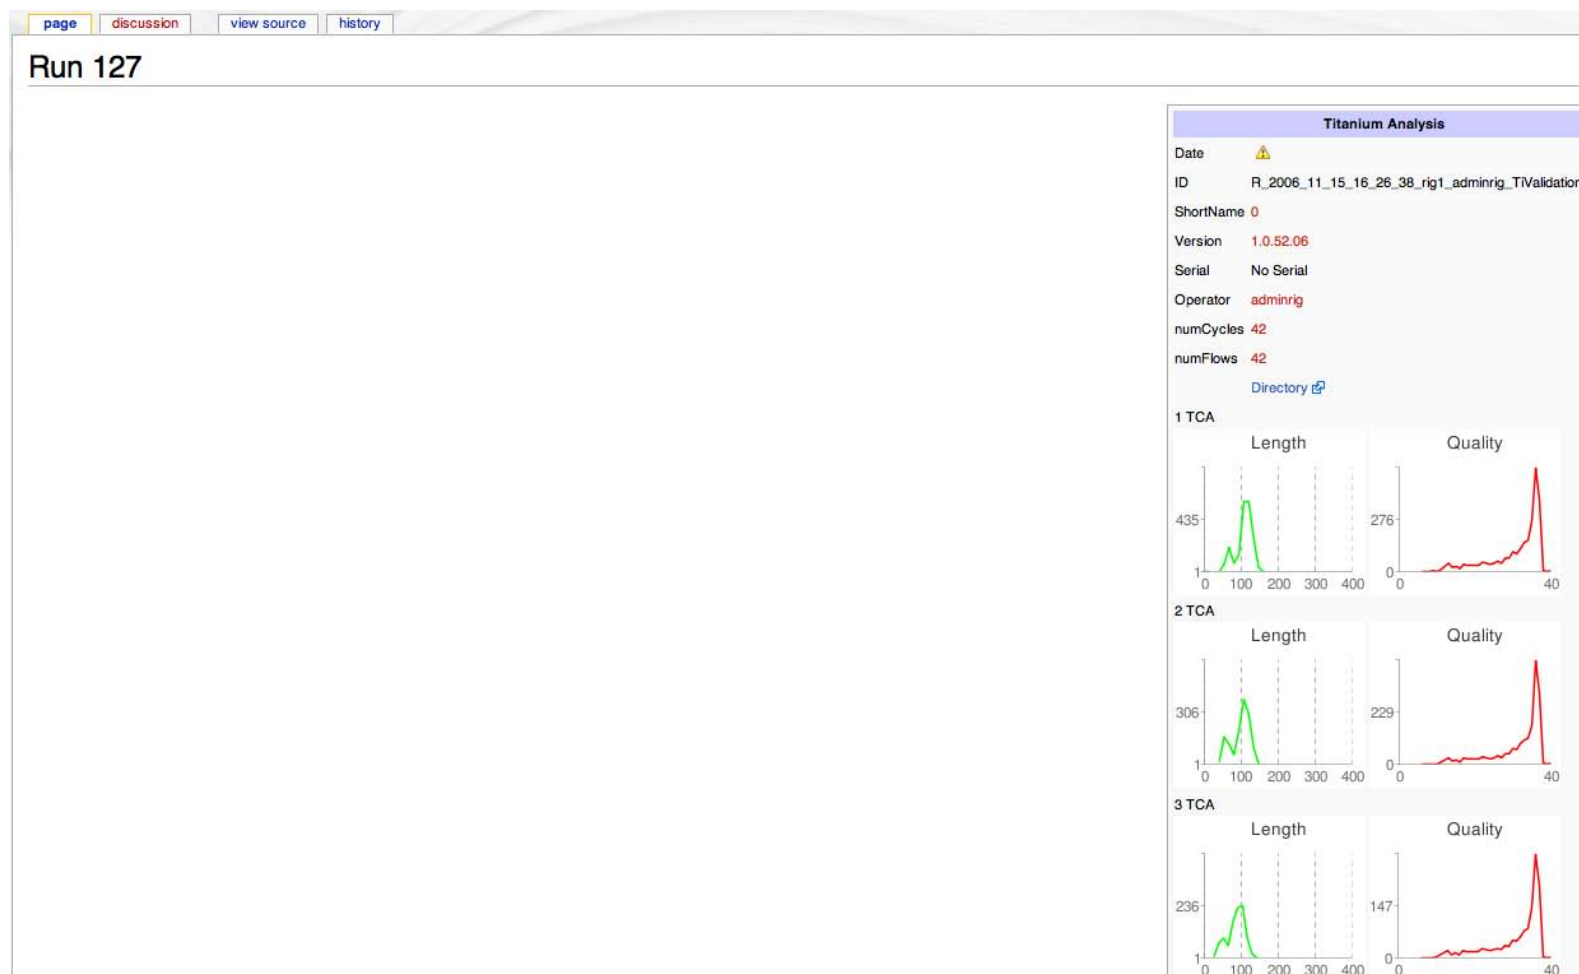 page discussion view source history
Run 127
Titanium Analysis
Date
ID R_2006_11_15_16_26_38_rig1_adminrig_TiValidation
ShortName 0
Version 1.0.52.06
Serial No Serial
Operator adminrig
numCycles 42
numFlows 42
Directory
1 TCA
Length Quality
435 276
1 0
0 100 200 300 400 0 40
2 TCA
Length Quality
306 229
1 0
0 100 200 300 400 0 40
3 TCA
Length Quality
236 147
1 0
0 100 200 300 400 0 40